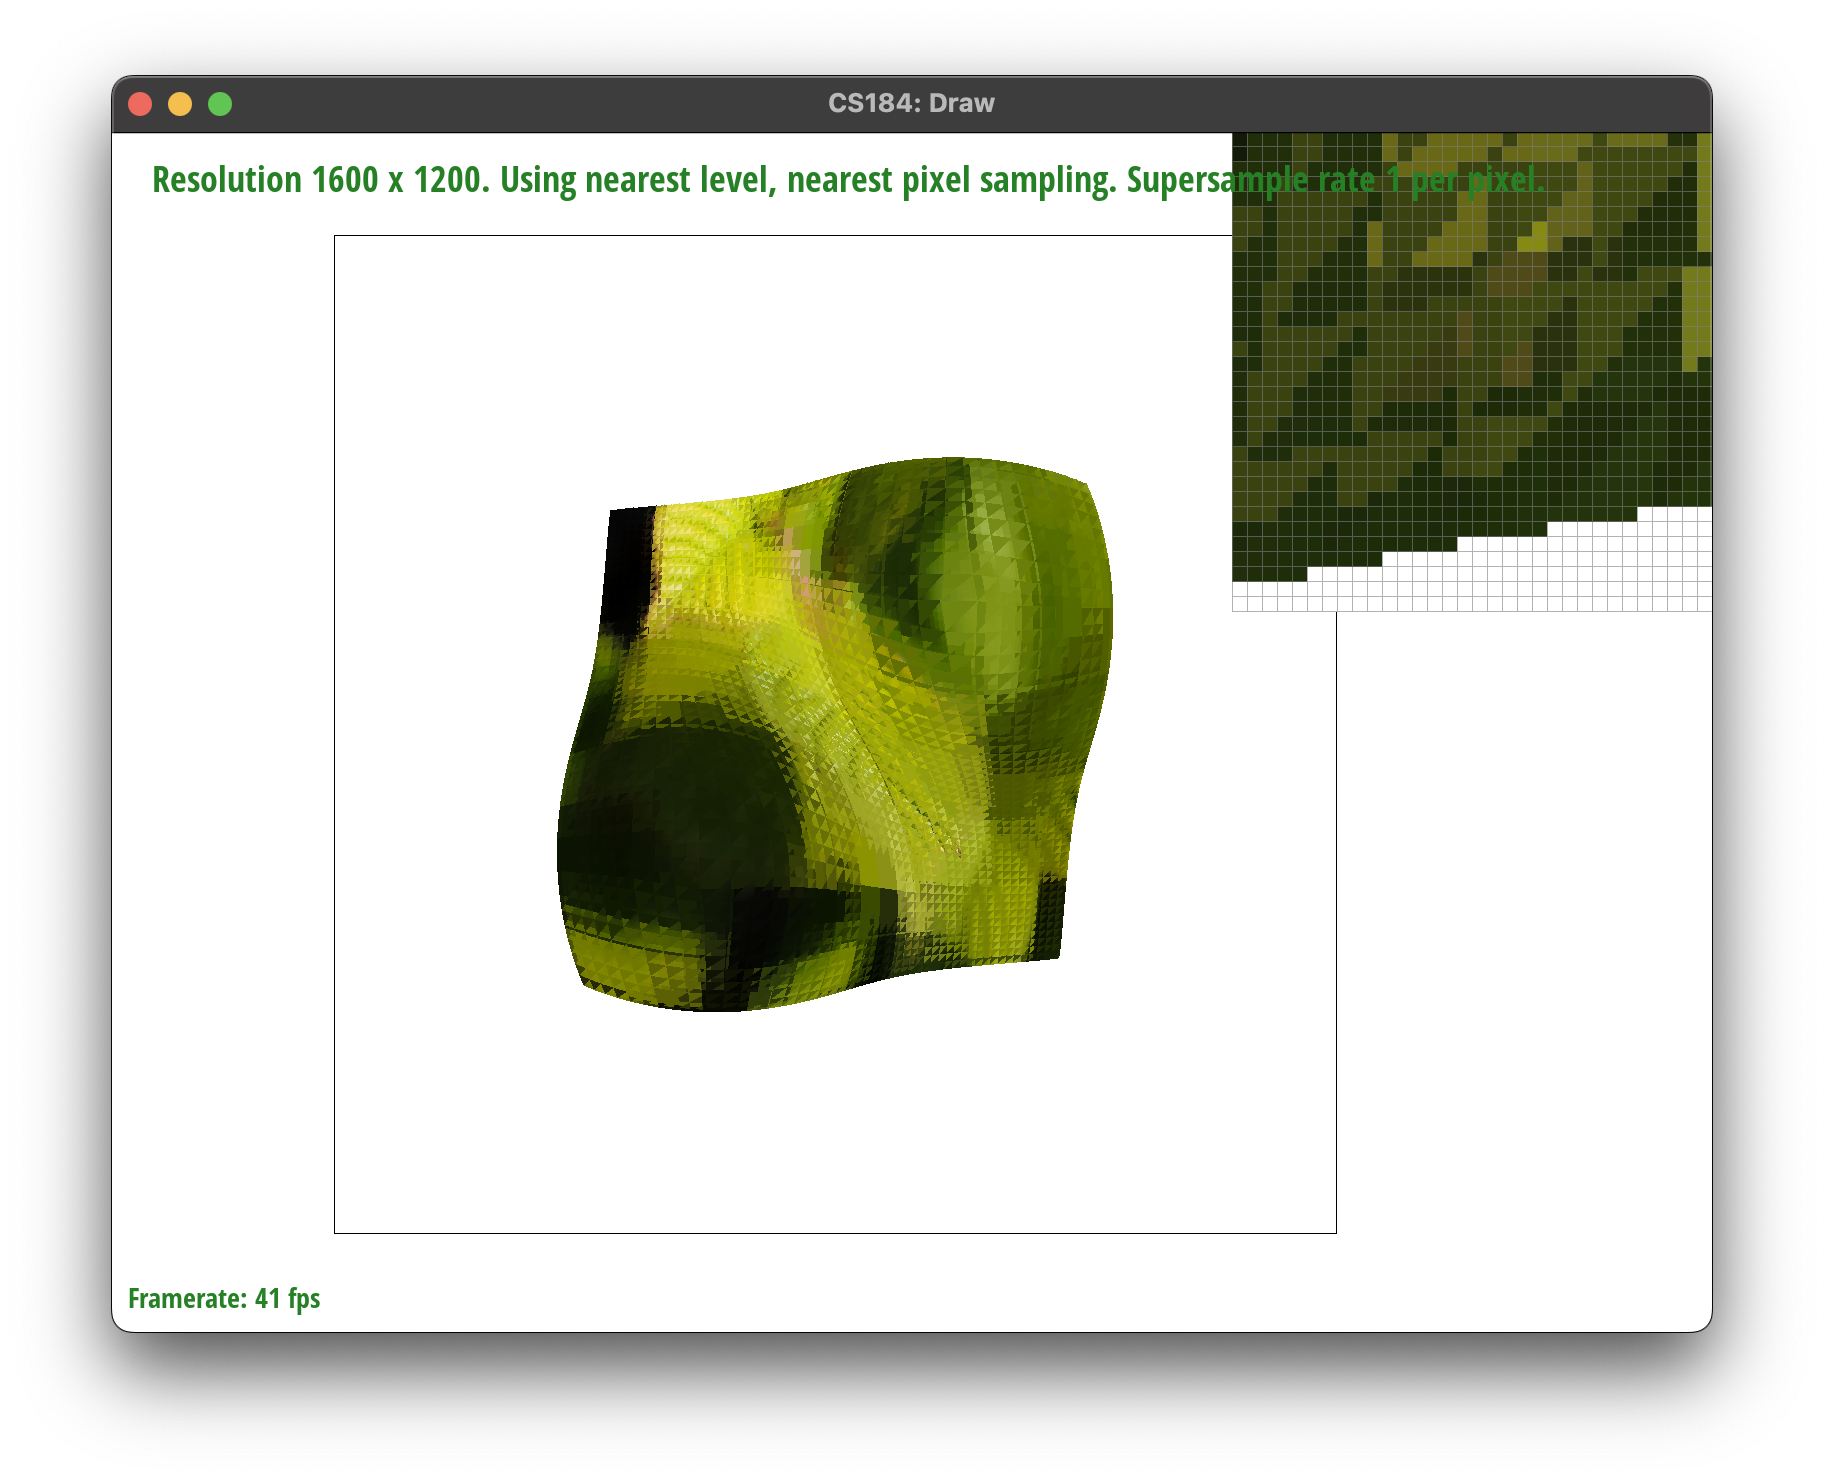 CS184: Draw
Resolution 1600 x 1200. Using nearest level, nearest pixel sampling. Supersample rate 1 per pixel.
Framerate: 41 fps